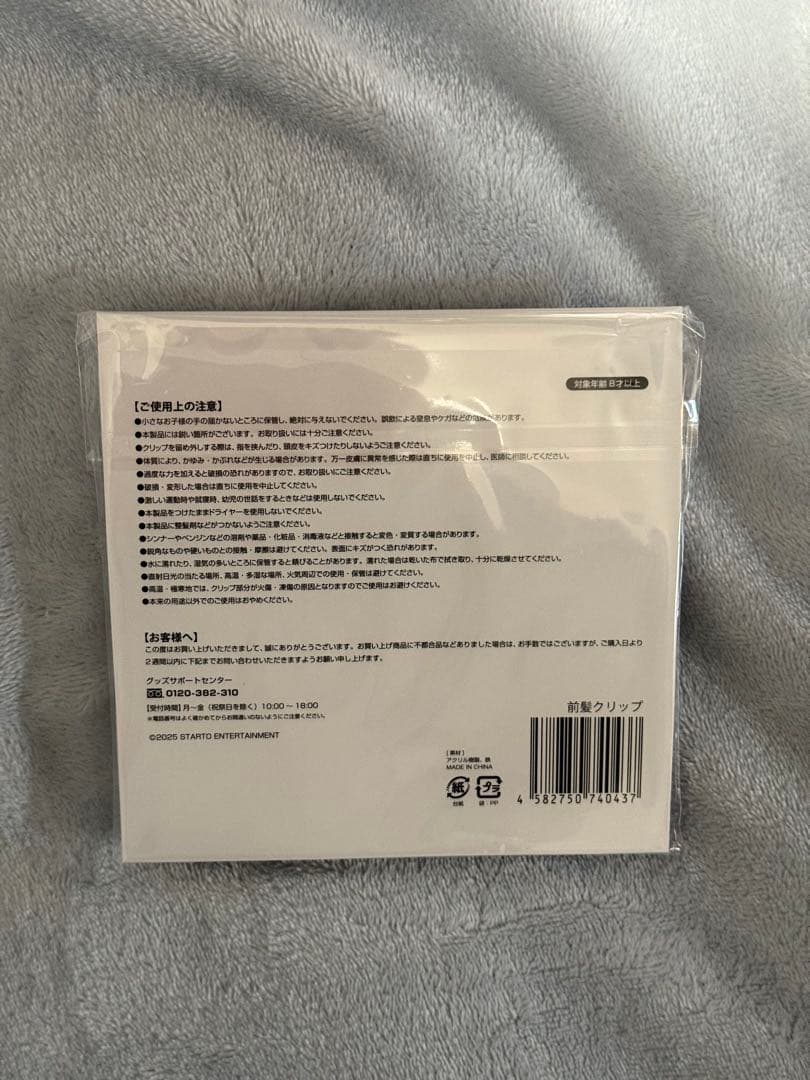 対象年齢 8才以上
【ご使用上の注意】
●小さなお子様の手の届かないところに保管し、絶対に与えないでください。誤飲による窒息やケガなどの危険があります。
●本製品には鋭い箇所がございます。お取り扱いには十分ご注意ください。
●クリップを留め外しする際は、指を挟んだり、頭皮をキズつけたりしないようご注意ください。
●体質により、かゆみ・かぶれなどが生じる場合があります。万一皮膚に異常を感じた際は直ちに使用を中止し、医師に相談してください。
●過度な力を加えると破損の恐れがありますので、お取り扱いにご注意ください。
●破損・変形した場合は直ちに使用を中止してください。
●激しい運動時や就寝時、幼児の世話をするときなどは使用しないでください。
●本製品をつけたままドライヤーを使用しないでください。
●本製品に整髪剤などがつかないようご注意ください。
●シンナーやベンジンなどの溶剤や薬品・化粧品・消毒液などと接触すると変色・変質する場合があります。
●鋭角なものや硬いものとの接触・摩擦は避けてください。表面にキズがつく恐れがあります。
●水に濡れたり、湿気の多いところに保管すると錆びることがあります。濡れた場合は乾いた布で拭き取り、十分に乾燥させてください。
●直射日光の当たる場所、高温・多湿な場所、火気周辺での使用・保管は避けてください。
●高温・極寒地では、クリップ部分が火傷・凍傷の原因となりますのでご使用はお避けください。
●本来の用途以外でのご使用はおやめください。
【お客様へ】
この度はお買い上げいただきまして、誠にありがとうございます。お買い上げ商品に不都合品などありました場合は、お手数ではございますが、ご購入日より
2週間以内に下記までお問い合わせいただきますようお願い申し上げます。
グッズサポートセンター
0120-382-310
【受付時間】月～金（祝祭日を除く）10:00～18:00
※電話番号はよく確かめてからお間違いのないようにご注意ください。
©2025 STARTO ENTERTAINMENT
前髪クリップ
[素材]
アクリル樹脂、鉄
MADE IN CHINA
紙 プラ
台紙 袋：PP
4 582750 740437